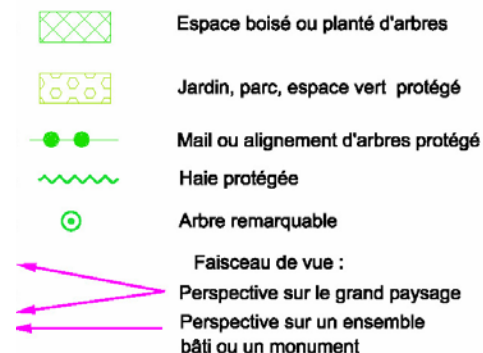 Espace boisé ou planté d'arbres
Jardin, parc, espace vert protégé
Mail ou alignement d'arbres protégé
Haie protégée
Arbre remarquable
Faisceau de vue :
Perspective sur le grand paysage
Perspective sur un ensemble
bâti ou un monument